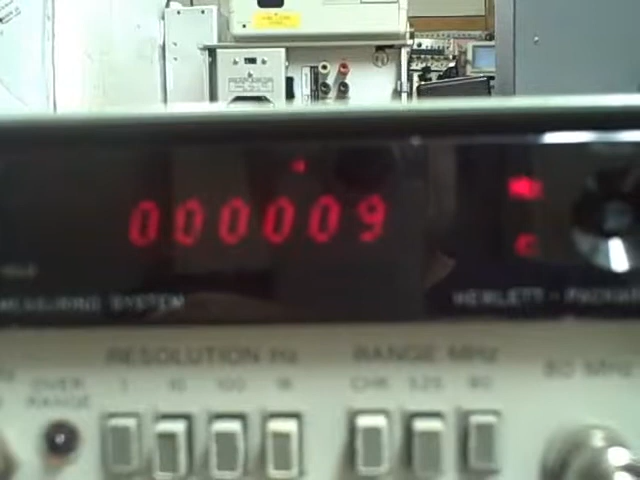 000009
MEASURING SYSTEM
HEWLETT - PACKARD
RESOLUTION Hz
RANGE MHz
OVER
RANGE
1 10 100 1K
CHK 525 80
80 MHz